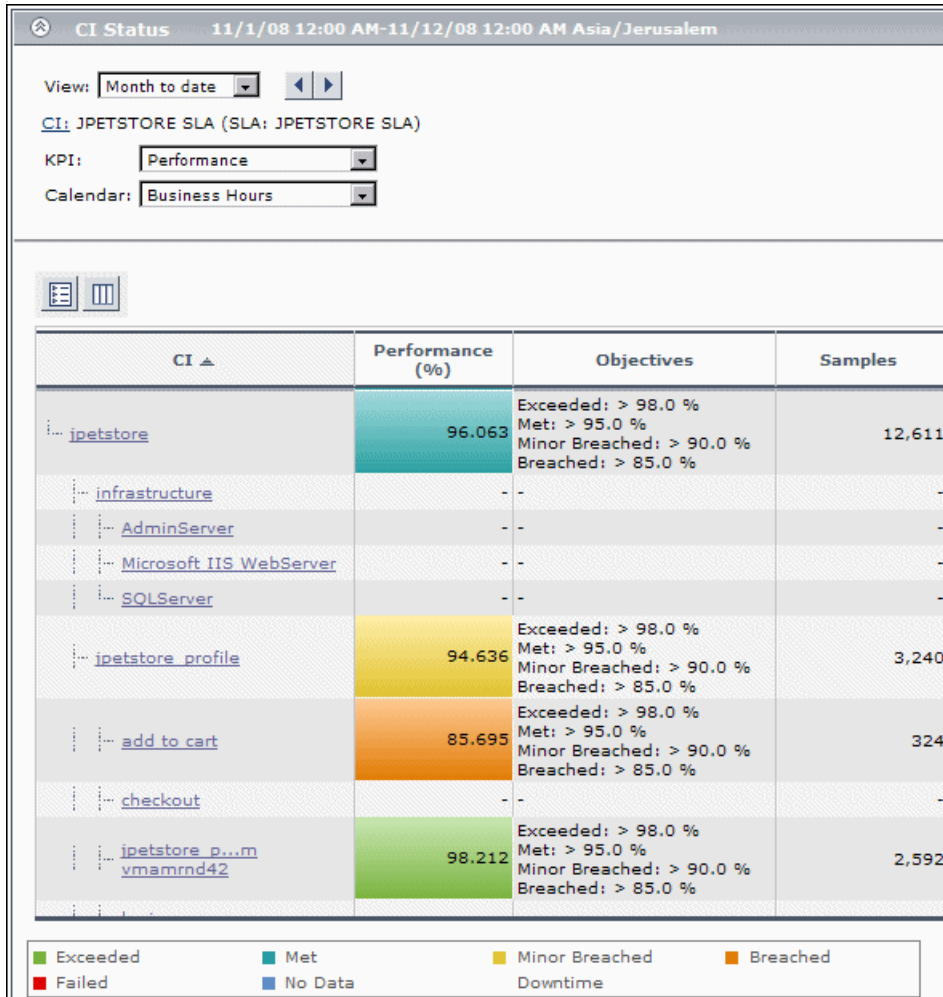 CI Status 11/1/08 12:00 AM-11/12/08 12:00 AM Asia/Jerusalem
View: Month to date
CI: JPETSTORE SLA (SLA: JPETSTORE SLA)
KPI: Performance
Calendar: Business Hours
CI Performance (%) Objectives Samples
jpetstore 96.063 Exceeded: > 98.0 %
Met: > 95.0 %
Minor Breached: > 90.0 %
Breached: > 85.0 %
12,611
infrastructure - - -
AdminServer - - -
Microsoft IIS WebServer - - -
SQLServer - - -
jpetstore_profile 94.636 Exceeded: > 98.0 %
Met: > 95.0 %
Minor Breached: > 90.0 %
Breached: > 85.0 %
3,240
add to cart 85.695 Exceeded: > 98.0 %
Met: > 95.0 %
Minor Breached: > 90.0 %
Breached: > 85.0 %
324
checkout - - -
jpetstore_p...m
vmamrnd42
98.212 Exceeded: > 98.0 %
Met: > 95.0 %
Minor Breached: > 90.0 %
Breached: > 85.0 %
2,592
Exceeded Met Minor Breached Breached
Failed No Data Downtime